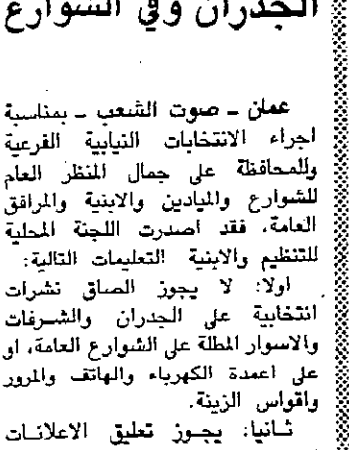 الجدران وفي الشوارع
عمان ـ صوت الشعب ـ بمناسبة
اجراء الانتخابات النيابية الفرعية
وللمحافظة على جمال المنظر العام
للشوارع والميادين والابنية والمرافق
العامة، فقد اصدرت اللجنة المحلية
للتنظيم والابنية التعليمات التالية:
اولا: لا يجوز الصاق نشرات
انتخابية على الجدران والشرفات
والاسوار المطلة على الشوارع العامة، او
على اعمدة الكهرباء والهاتف والمرور
واقواس الزينة.
ثانيا: يجوز تعليق الاعلانات